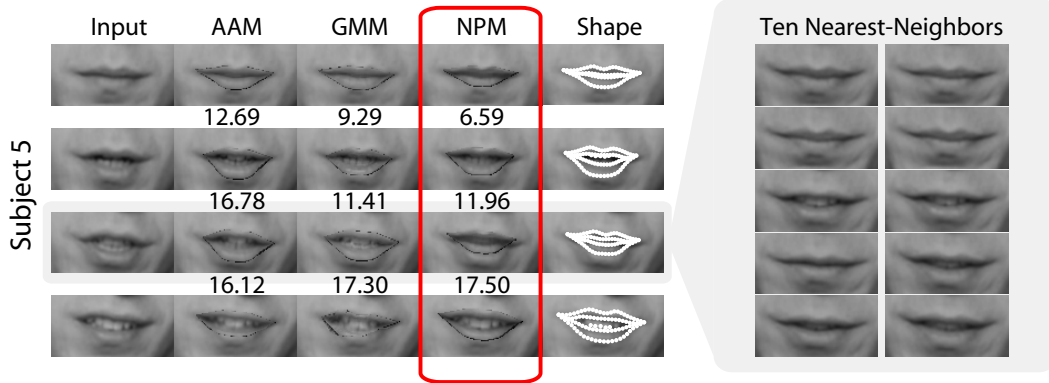 Input AAM GMM NPM Shape Ten Nearest-Neighbors
Subject 5
12.69 9.29 6.59
16.78 11.41 11.96
16.12 17.30 17.50